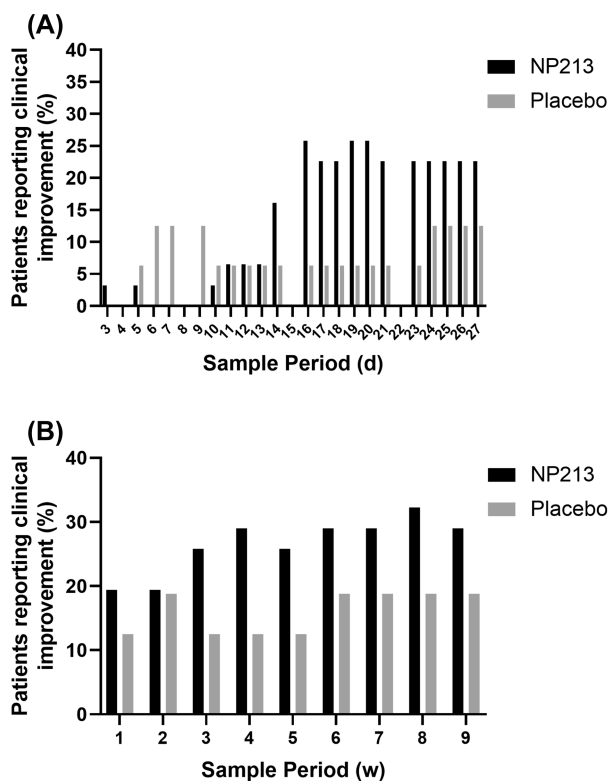 (A)
Patients reporting clinical
improvement (%)
40
35
30
25
20
15
10
5
0
3 4 5 6 7 8 9 10 11 12 13 14 15 16 17 18 19 20 21 22 23 24 25 26 27
Sample Period (d)
NP213
Placebo
(B)
Patients reporting clinical
improvement (%)
40
30
20
10
0
1 2 3 4 5 6 7 8 9
Sample Period (w)
NP213
Placebo